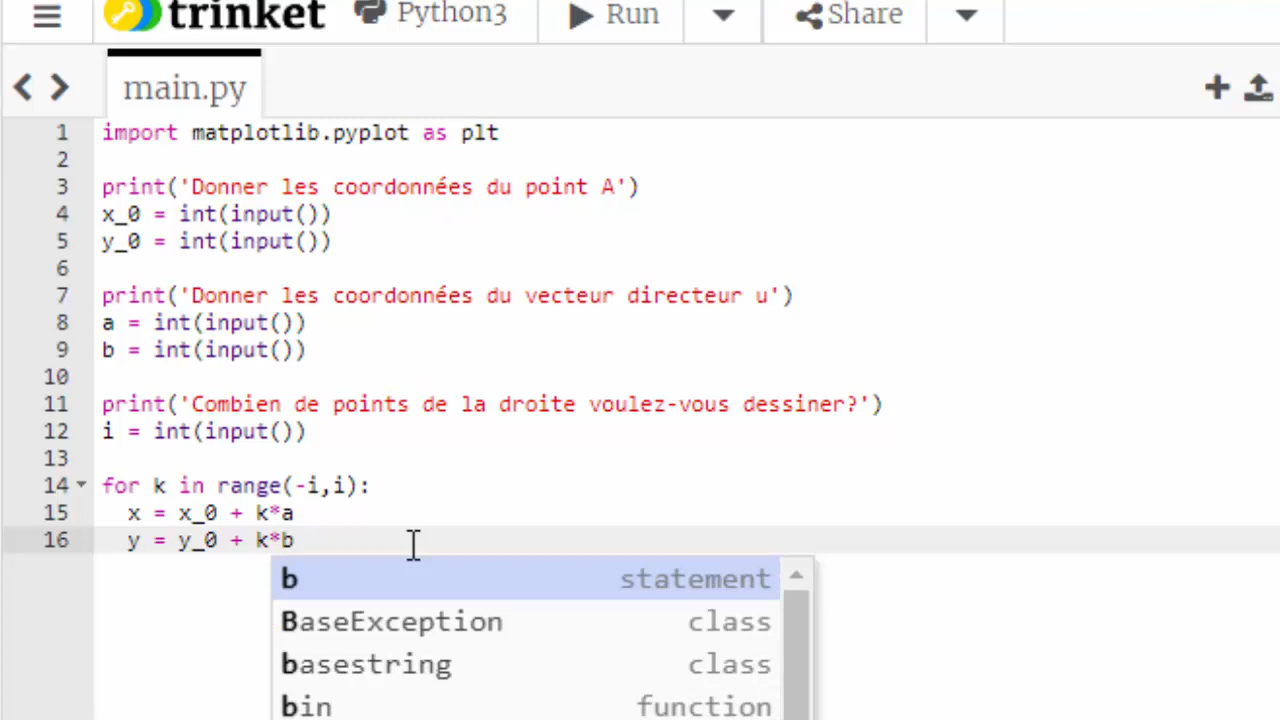 trinket Python3 Run Share
main.py
1 import matplotlib.pyplot as plt
2
3 print('Donner les coordonnées du point A')
4 x_0 = int(input())
5 y_0 = int(input())
6
7 print('Donner les coordonnées du vecteur directeur u')
8 a = int(input())
9 b = int(input())
10
11 print('Combien de points de la droite voulez-vous dessiner?')
12 i = int(input())
13
14 for k in range(-i,i):
15 x = x_0 + k*a
16 y = y_0 + k*b
b statement
BaseException class
basestring class
bin function